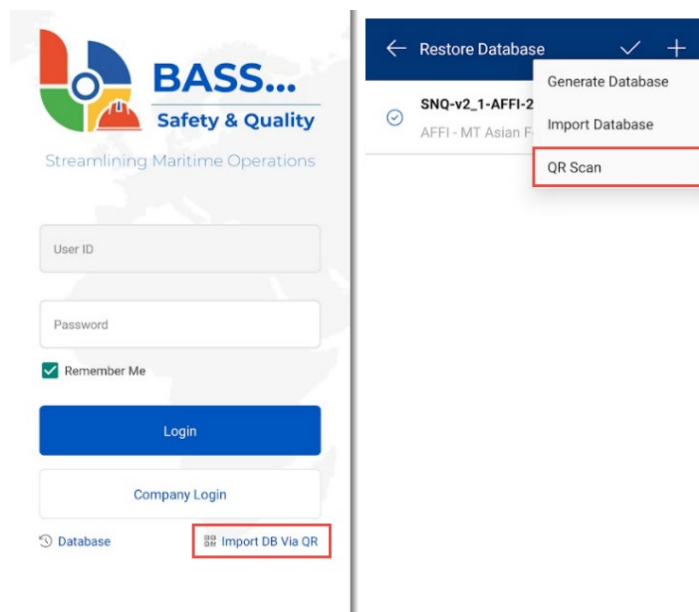 BASS...
Safety & Quality
Streamlining Maritime Operations
User ID
Password
Remember Me
Login
Company Login
Database
Import DB Via QR
Restore Database
SNQ-v2_1-AFFI-2
AFFI - MT Asian F
Generate Database
Import Database
QR Scan